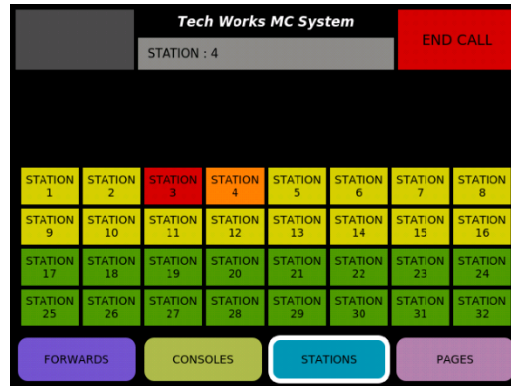 Tech Works MC System
STATION : 4
END CALL
STATION 1
STATION 2
STATION 3
STATION 4
STATION 5
STATION 6
STATION 7
STATION 8
STATION 9
STATION 10
STATION 11
STATION 12
STATION 13
STATION 14
STATION 15
STATION 16
STATION 17
STATION 18
STATION 19
STATION 20
STATION 21
STATION 22
STATION 23
STATION 24
STATION 25
STATION 26
STATION 27
STATION 28
STATION 29
STATION 30
STATION 31
STATION 32
FORWARDS
CONSOLES
STATIONS
PAGES